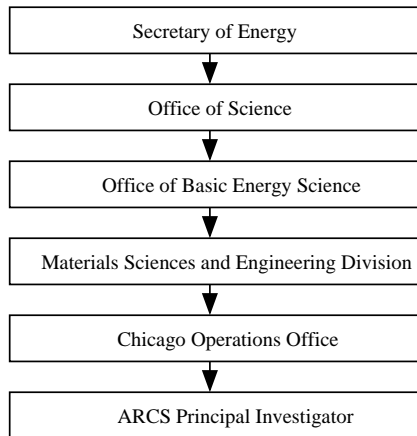 Secretary of Energy
Office of Science
Office of Basic Energy Science
Materials Sciences and Engineering Division
Chicago Operations Office
ARCS Principal Investigator